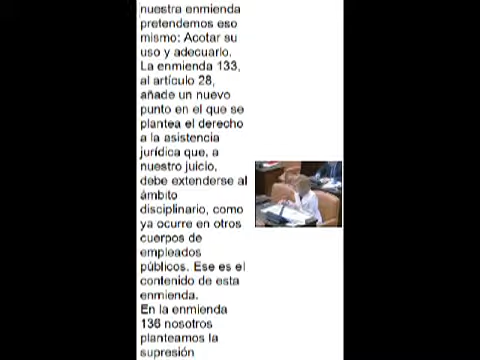 nuestra enmienda
pretendemos eso
mismo: Acotar su
uso y adecuarlo.
La enmienda 133,
al artículo 28,
añade un nuevo
punto en el que se
plantea el derecho
a la asistencia
jurídica que, a
nuestro juicio,
debe extenderse al
ámbito
disciplinario, como
ya ocurre en otros
cuerpos de
empleados
públicos. Ese es el
contenido de esta
enmienda.
En la enmienda
136 nosotros
planteamos la
supresión